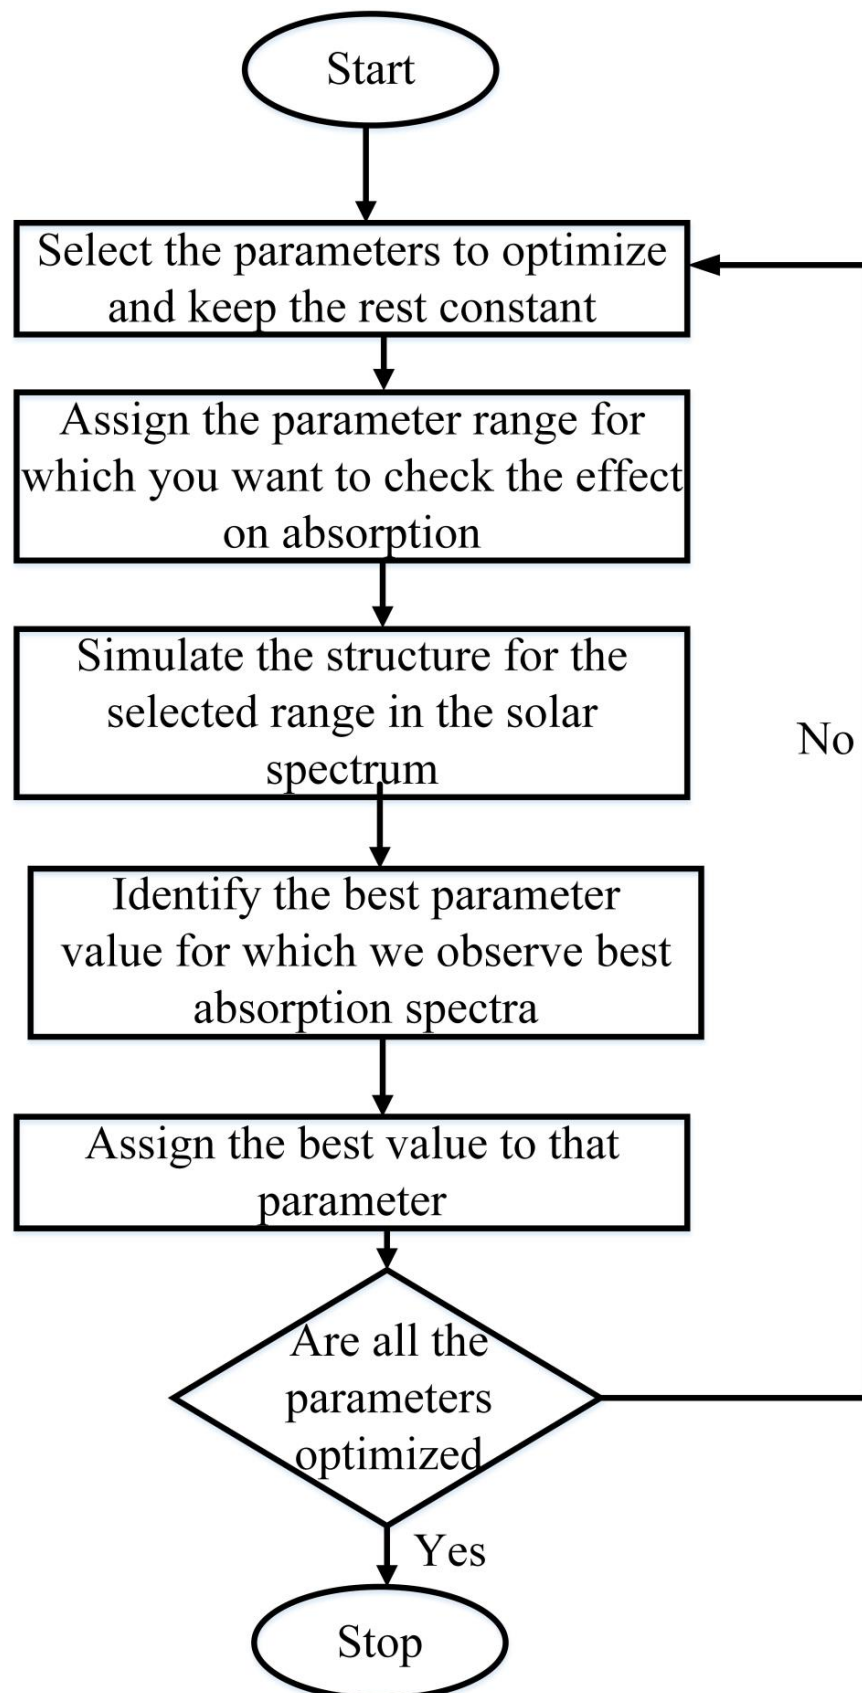 Start
Select the parameters to optimize
and keep the rest constant
Assign the parameter range for
which you want to check the effect
on absorption
Simulate the structure for the
selected range in the solar
spectrum
No
Identify the best parameter
value for which we observe best
absorption spectra
Assign the best value to that
parameter
Are all the
parameters
optimized
Yes
Stop